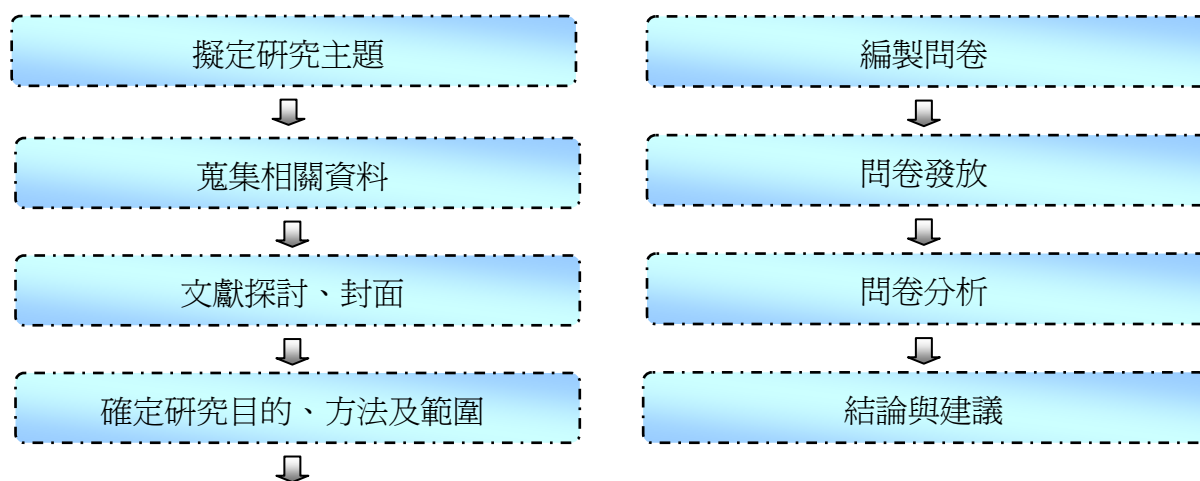 擬定研究主題
蒐集相關資料
文獻探討、封面
確定研究目的、方法及範圍
編製問卷
問卷發放
問卷分析
結論與建議